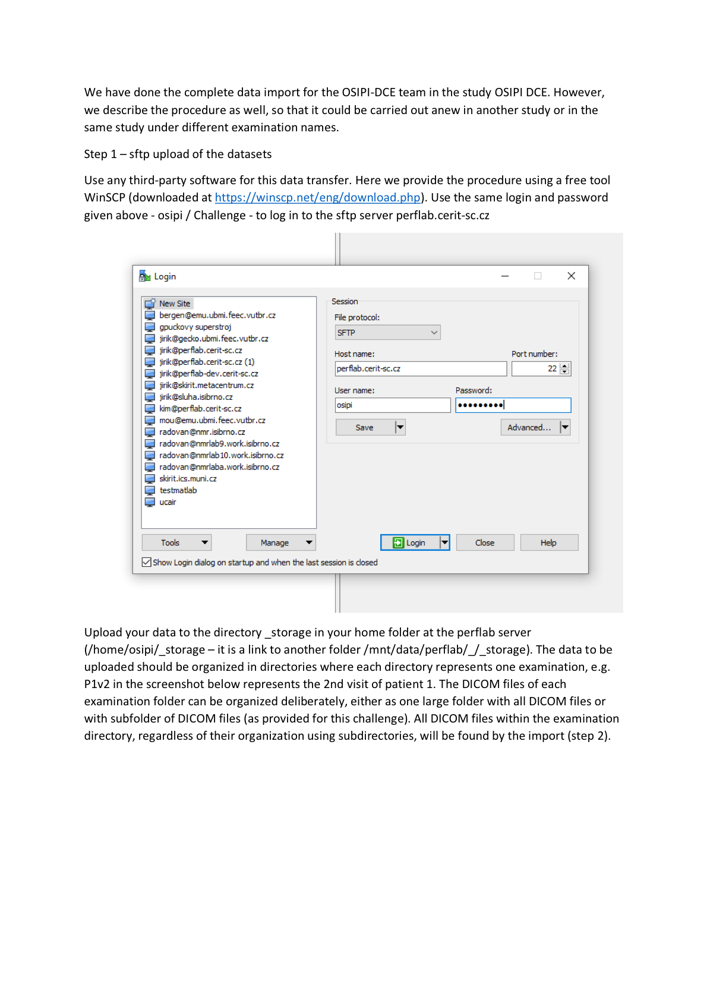 We have done the complete data import for the OSIPI-DCE team in the study OSIPI DCE. However,
we describe the procedure as well, so that it could be carried out anew in another study or in the
same study under different examination names.
Step 1 – sftp upload of the datasets
Use any third-party software for this data transfer. Here we provide the procedure using a free tool
WinSCP (downloaded at https://winscp.net/eng/download.php). Use the same login and password
given above - osipi / Challenge - to log in to the sftp server perflab.cerit-sc.cz
Login
New Site
bergen@emu.ubmi.feec.vutbr.cz
gpuckovy superstroj
jirik@gecko.ubmi.feec.vutbr.cz
jirik@perflab.cerit-sc.cz
jirik@perflab.cerit-sc.cz (1)
jirik@perflab-dev.cerit-sc.cz
jirik@skirit.metacentrum.cz
jirik@sluha.isibrno.cz
kim@perflab.cerit-sc.cz
mou@emu.ubmi.feec.vutbr.cz
radovan@nmr.isibrno.cz
radovan@nmrlab9.work.isibrno.cz
radovan@nmrlab10.work.isibrno.cz
radovan@nmrlaba.work.isibrno.cz
skirit.ics.muni.cz
testmatlab
ucair
Session
File protocol:
SFTP
Host name: Port number:
perflab.cerit-sc.cz 22
User name: Password:
osipi •••••••••
Save Advanced...
Tools Manage Login Close Help
Show Login dialog on startup and when the last session is closed
Upload your data to the directory _storage in your home folder at the perflab server
(/home/osipi/_storage – it is a link to another folder /mnt/data/perflab/_/_storage). The data to be
uploaded should be organized in directories where each directory represents one examination, e.g.
P1v2 in the screenshot below represents the 2nd visit of patient 1. The DICOM files of each
examination folder can be organized deliberately, either as one large folder with all DICOM files or
with subfolder of DICOM files (as provided for this challenge). All DICOM files within the examination
directory, regardless of their organization using subdirectories, will be found by the import (step 2).